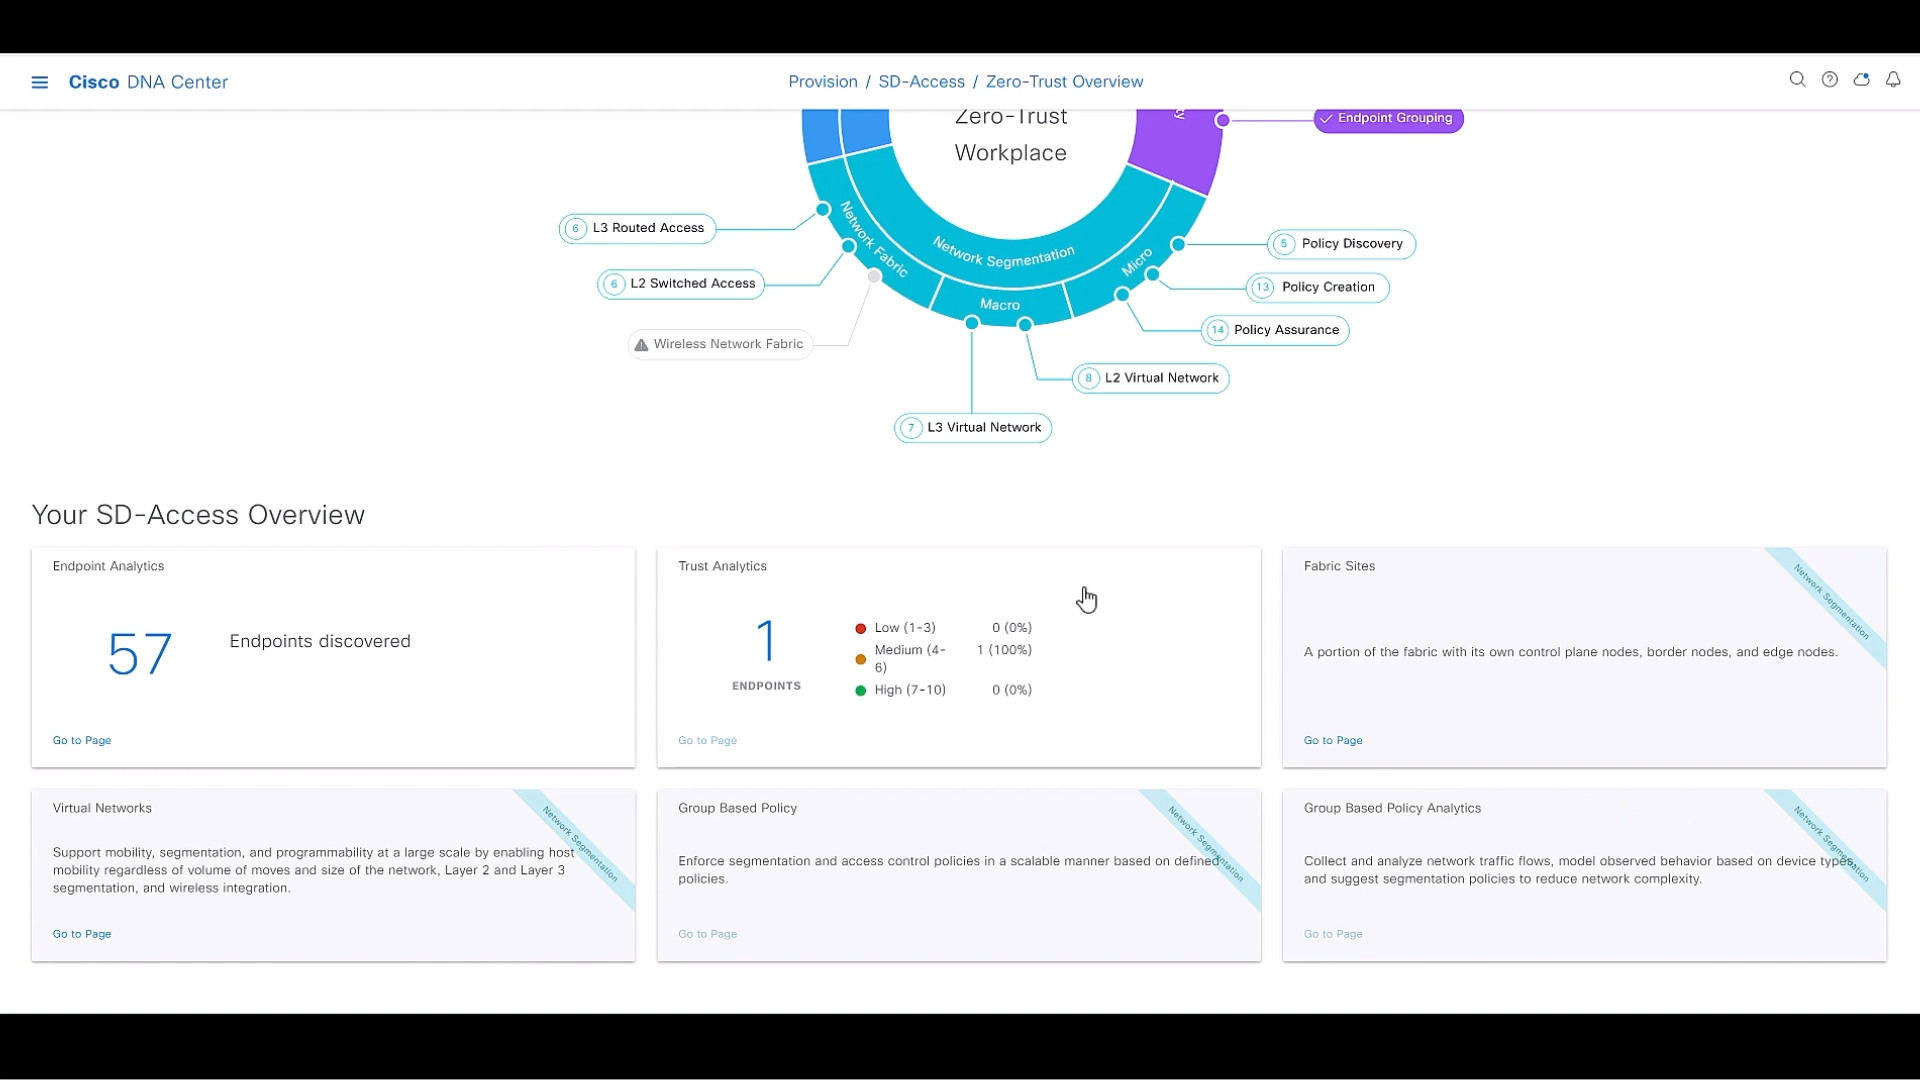 Cisco DNA Center
Provision / SD-Access / Zero-Trust Overview
Zero-Trust
Workplace
Endpoint Grouping
6 L3 Routed Access
6 L2 Switched Access
Wireless Network Fabric
Network Fabric
Network Segmentation
Macro
Micro
5 Policy Discovery
13 Policy Creation
14 Policy Assurance
8 L2 Virtual Network
7 L3 Virtual Network
Your SD-Access Overview
Endpoint Analytics
57
Endpoints discovered
Go to Page
Trust Analytics
1
ENDPOINTS
Low (1-3) 0 (0%)
Medium (4- 1 (100%)
6)
High (7-10) 0 (0%)
Go to Page
Fabric Sites
Network Segmentation
A portion of the fabric with its own control plane nodes, border nodes, and edge nodes.
Go to Page
Virtual Networks
Network Segmentation
Support mobility, segmentation, and programmability at a large scale by enabling host
mobility regardless of volume of moves and size of the network, Layer 2 and Layer 3
segmentation, and wireless integration.
Go to Page
Group Based Policy
Network Segmentation
Enforce segmentation and access control policies in a scalable manner based on defined
policies.
Go to Page
Group Based Policy Analytics
Network Segmentation
Collect and analyze network traffic flows, model observed behavior based on device types,
and suggest segmentation policies to reduce network complexity.
Go to Page